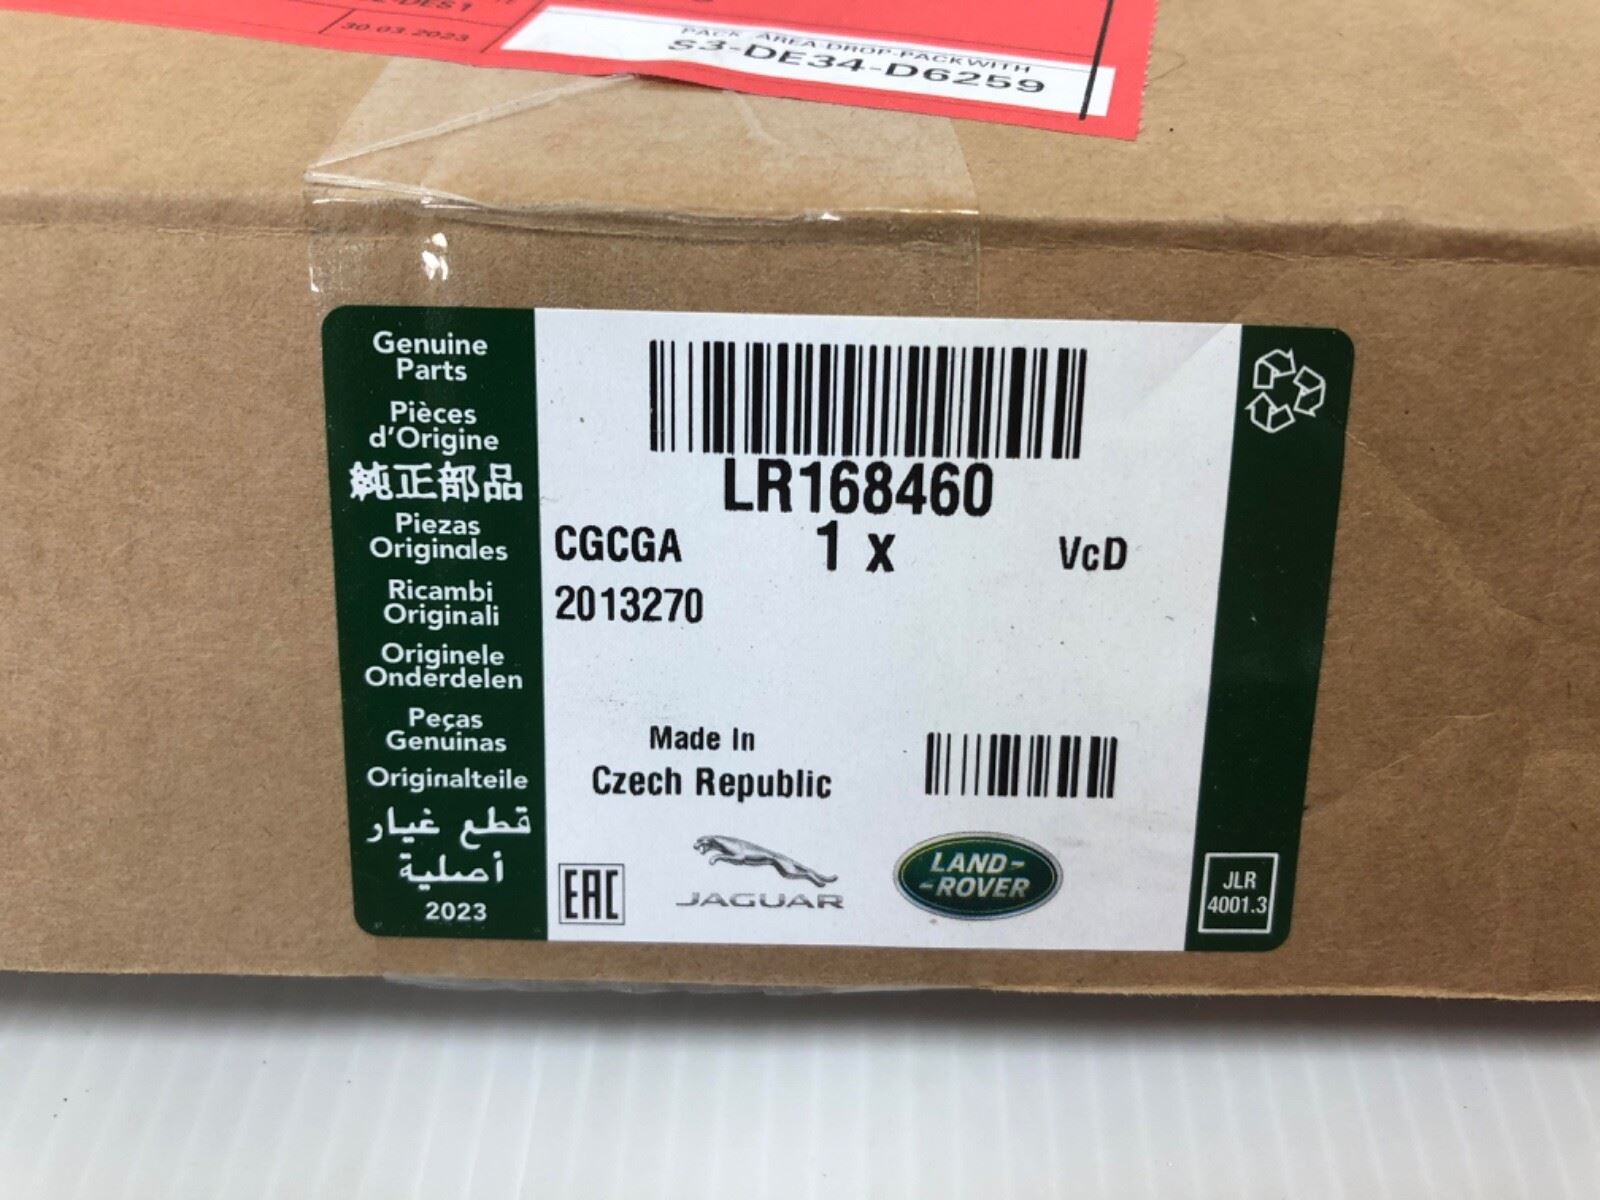 30 03 2023
PACK AREA-DROP-PACKWITH
S3-DE34-D6259
Genuine
Parts
Pièces
d'Origine
純正部品
Piezas
Originales
Ricambi
Originali
Originele
Onderdelen
Peças
Genuínas
Originalteile
قطع غيار
أصلية
2023
LR168460
CGCGA 1 x VcD
2013270
Made In
Czech Republic
EAC
JAGUAR
LAND-
-ROVER
JLR
4001.3